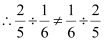 ∴ 2/5 ÷ 1/6 ≠ 1/6 ÷ 2/5